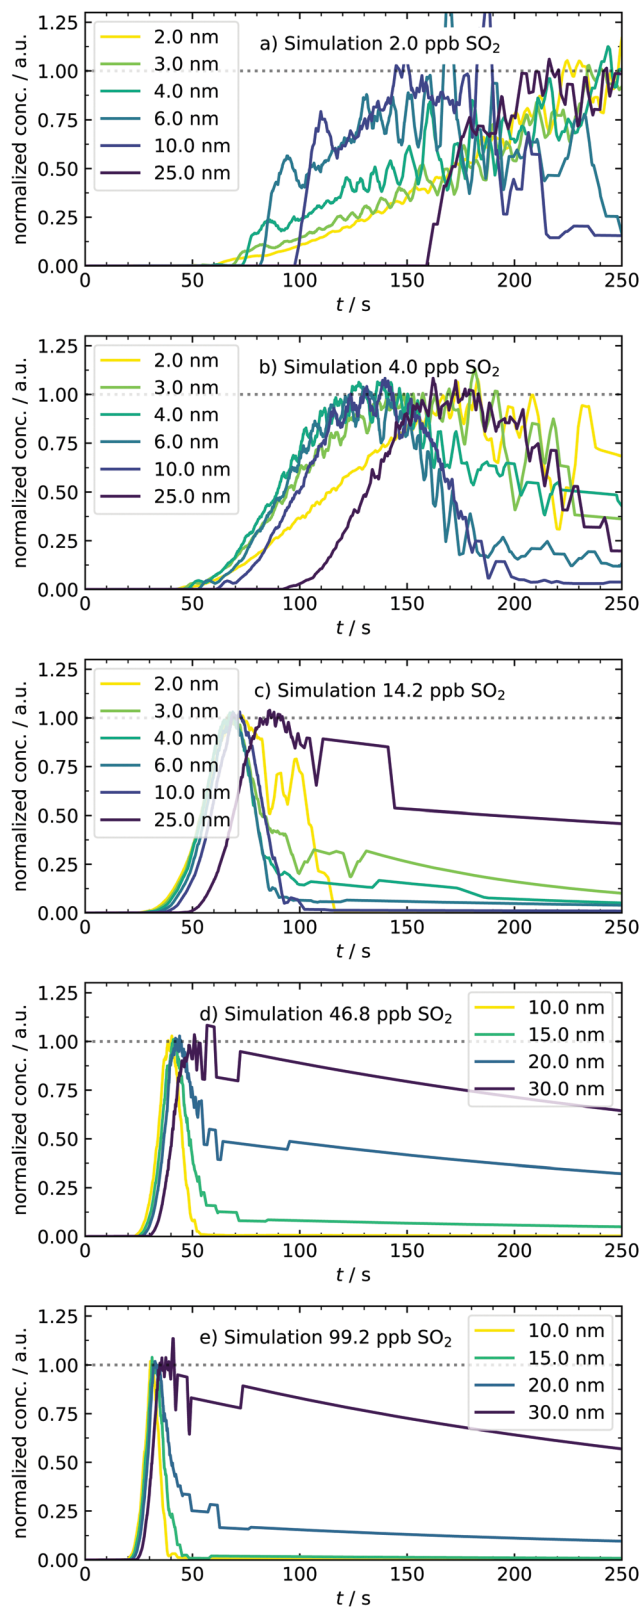 1.25
1.00
0.75
0.50
0.25
0.00
normalized conc. / a.u.
2.0 nm
3.0 nm
4.0 nm
6.0 nm
10.0 nm
25.0 nm
a) Simulation 2.0 ppb SO₂
0 50 100 150 200 250
t / s
1.25
1.00
0.75
0.50
0.25
0.00
normalized conc. / a.u.
2.0 nm
3.0 nm
4.0 nm
6.0 nm
10.0 nm
25.0 nm
b) Simulation 4.0 ppb SO₂
0 50 100 150 200 250
t / s
1.25
1.00
0.75
0.50
0.25
0.00
normalized conc. / a.u.
2.0 nm
3.0 nm
4.0 nm
6.0 nm
10.0 nm
25.0 nm
c) Simulation 14.2 ppb SO₂
0 50 100 150 200 250
t / s
1.25
1.00
0.75
0.50
0.25
0.00
normalized conc. / a.u.
d) Simulation 46.8 ppb SO₂
10.0 nm
15.0 nm
20.0 nm
30.0 nm
0 50 100 150 200 250
t / s
1.25
1.00
0.75
0.50
0.25
0.00
normalized conc. / a.u.
e) Simulation 99.2 ppb SO₂
10.0 nm
15.0 nm
20.0 nm
30.0 nm
0 50 100 150 200 250
t / s